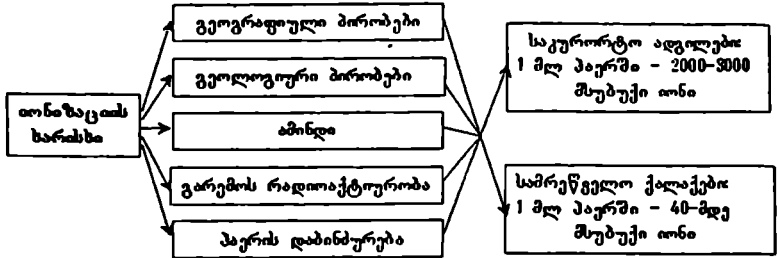 იონიზაციის
ხარისხი
გეოგრაფიული პირობები
გეოლოგიური პირობები
ამინდი
გარემოს რადიოაქტიურობა
ჰაერის დაბინძურება
საკურორტო ადგილები:
1 მლ ჰაერში - 2000-3000
მსუბუქი იონი
სამრეწველო ქალაქები:
1 მლ ჰაერში - 40-მდე
მსუბუქი იონი